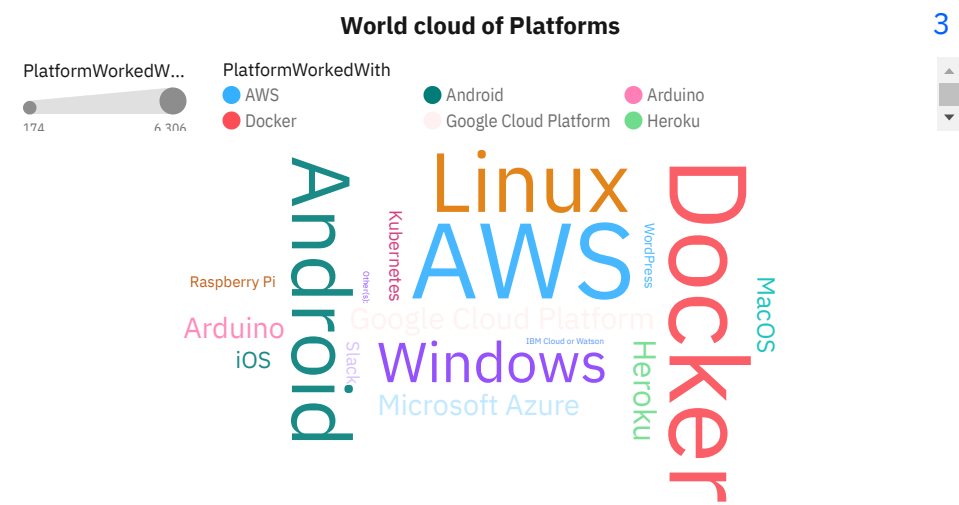 World cloud of Platforms
3
PlatformWorkedW...
174
6,306
PlatformWorkedWith
AWS
Android
Arduino
Docker
Google Cloud Platform
Heroku
Linux
AWS
Android
Docker
Kubernetes
WordPress
Raspberry Pi
Other(s):
MacOS
Arduino
Google Cloud Platform
iOS
Slack
IBM Cloud or Watson
Windows
Heroku
Microsoft Azure